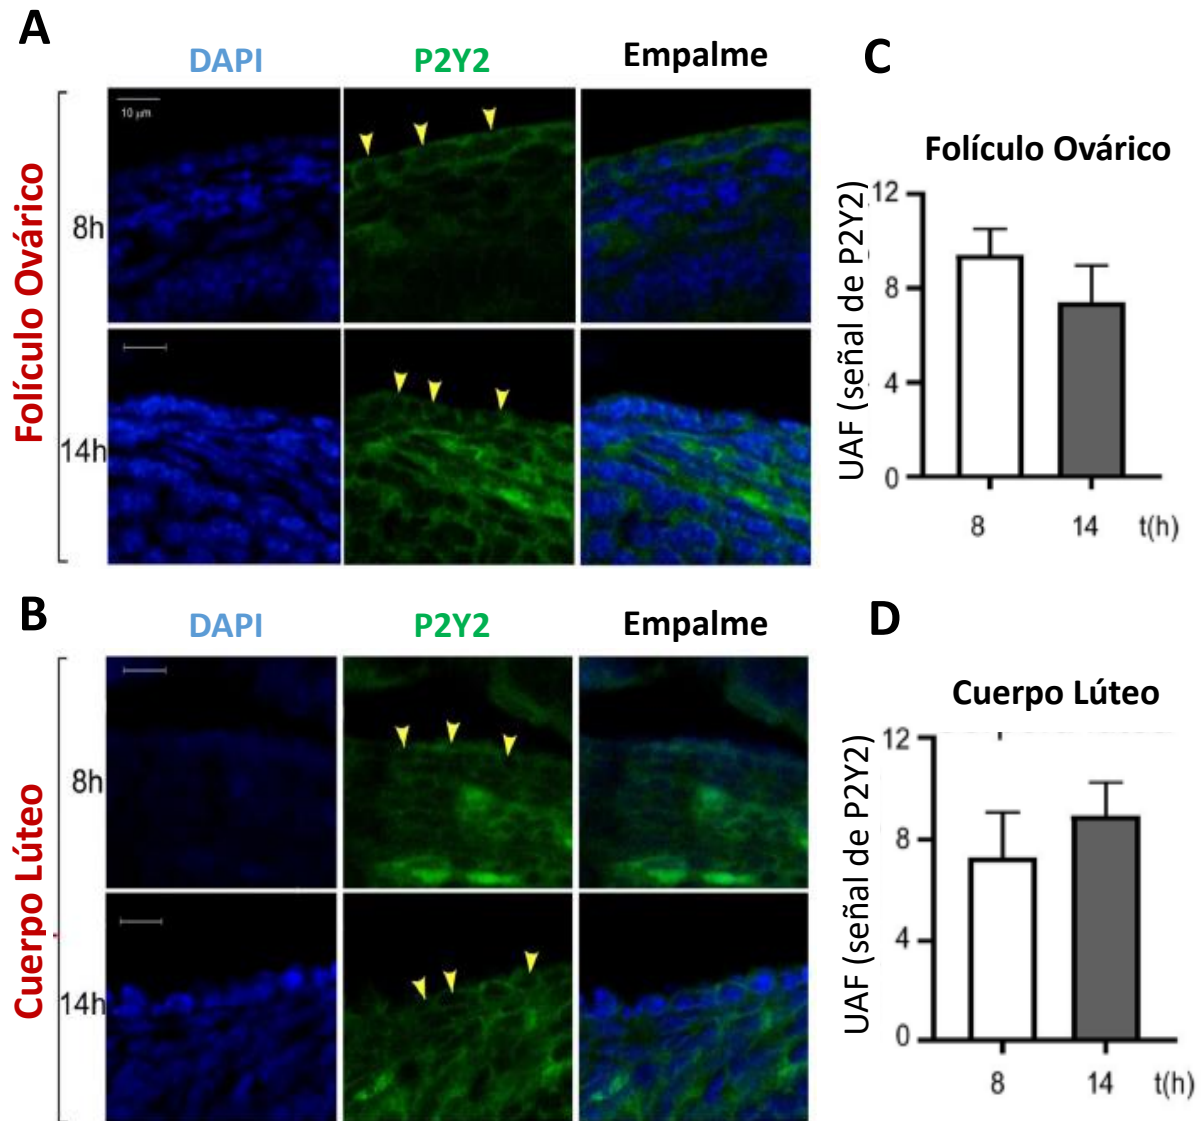 A
DAPI
P2Y2
Empalme
10 µm
Folículo Ovárico
8h
14h
B
DAPI
P2Y2
Empalme
Cuerpo Lúteo
8h
14h
C
Folículo Ovárico
UAF (señal de P2Y2)
12
8
4
0
8
14
t(h)
D
Cuerpo Lúteo
UAF (señal de P2Y2)
12
8
4
0
8
14
t(h)